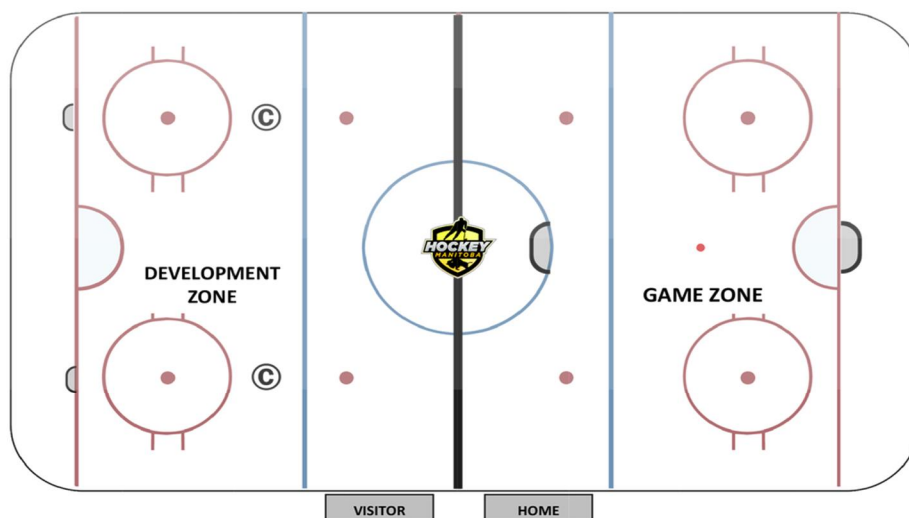 ©
HOCKEY
MANITOBA
DEVELOPMENT
ZONE
GAME ZONE
©
VISITOR
HOME